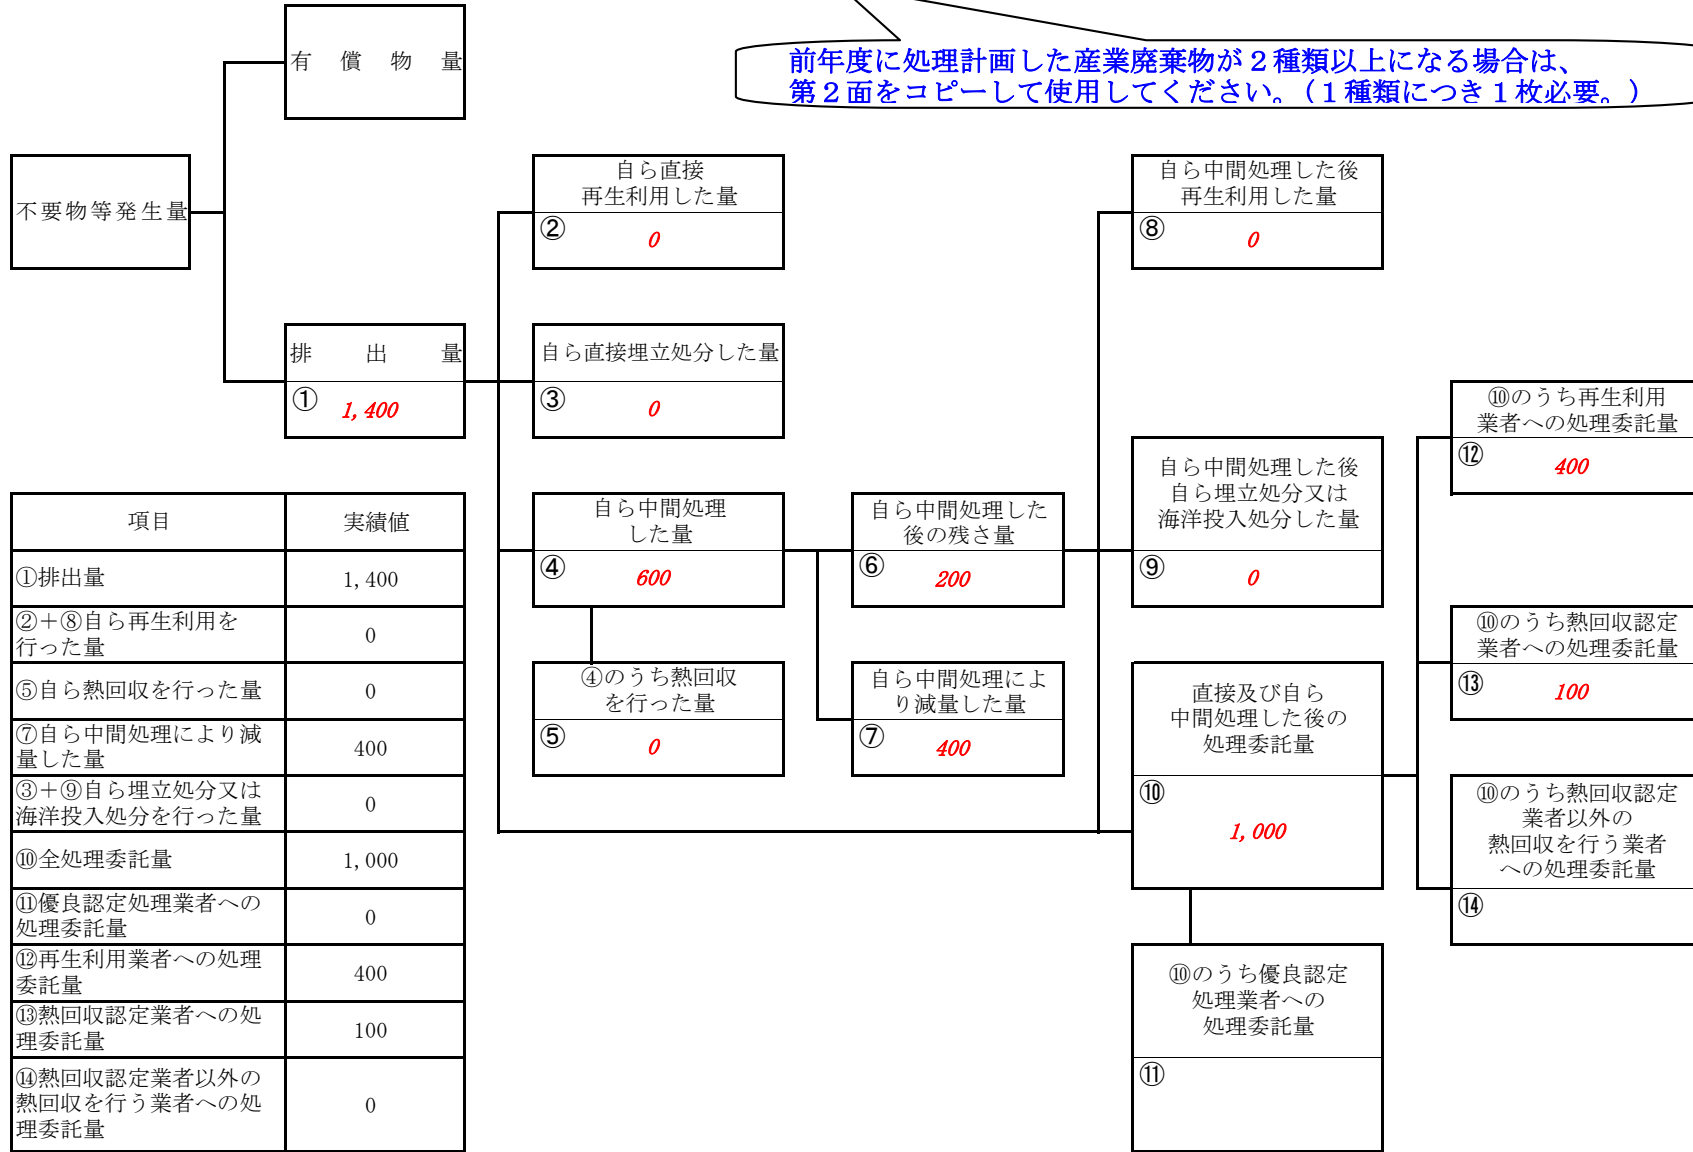 前年度に処理計画した産業廃棄物が２種類以上になる場合は、
第２面をコピーして使用してください。(１種類につき１枚必要。)
有償物量
不要物等発生量
自ら直接
再生利用した量
②
0
自ら中間処理した後
再生利用した量
⑧
0
排出量
①
1,400
自ら直接埋立処分した量
③
0
⑩のうち再生利用
業者への処理委託量
⑫
400
自ら中間処理
した量
④
600
自ら中間処理した
後の残さ量
⑥
200
自ら中間処理した後
自ら埋立処分又は
海洋投入処分した量
⑨
0
⑩のうち熱回収認定
業者への処理委託量
⑬
100
④のうち熱回収
を行った量
⑤
0
自ら中間処理によ
り減量した量
⑦
400
直接及び自ら
中間処理した後の
処理委託量
⑩
1,000
⑩のうち熱回収認定
業者以外の
熱回収を行う業者
への処理委託量
⑭
⑩のうち優良認定
処理業者への
処理委託量
⑪
項目 実績値
①排出量 1,400
②＋⑧自ら再生利用を
行った量 0
⑤自ら熱回収を行った量 0
⑦自ら中間処理により減
量した量 400
③＋⑨自ら埋立処分又は
海洋投入処分を行った量 0
⑩全処理委託量 1,000
⑪優良認定処理業者への
処理委託量 0
⑫再生利用業者への処理
委託量 400
⑬熱回収認定業者への処
理委託量 100
⑭熱回収認定業者以外の
熱回収を行う業者への処
理委託量 0